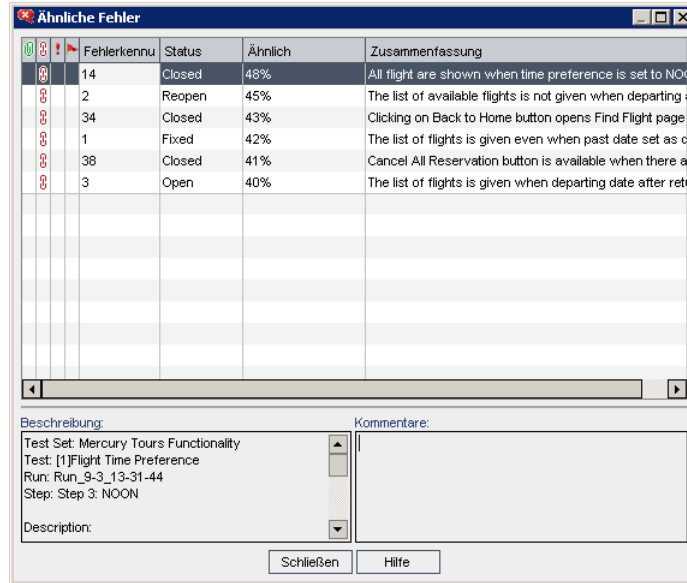 Ähnliche Fehler
Fehlerkennu Status Ähnlich Zusammenfassung
14 Closed 48% All flight are shown when time preference is set to NOO
2 Reopen 45% The list of available flights is not given when departing
34 Closed 43% Clicking on Back to Home button opens Find Flight page
1 Fixed 42% The list of flights is given even when past date set as
38 Closed 41% Cancel All Reservation button is available when there
3 Open 40% The list of flights is given when departing date after
Beschreibung: Kommentare:
Test Set: Mercury Tours Functionality
Test: [1]Flight Time Preference
Run: Run_9-3_13-31-44
Step: Step 3: NOON
Description:
Schließen Hilfe